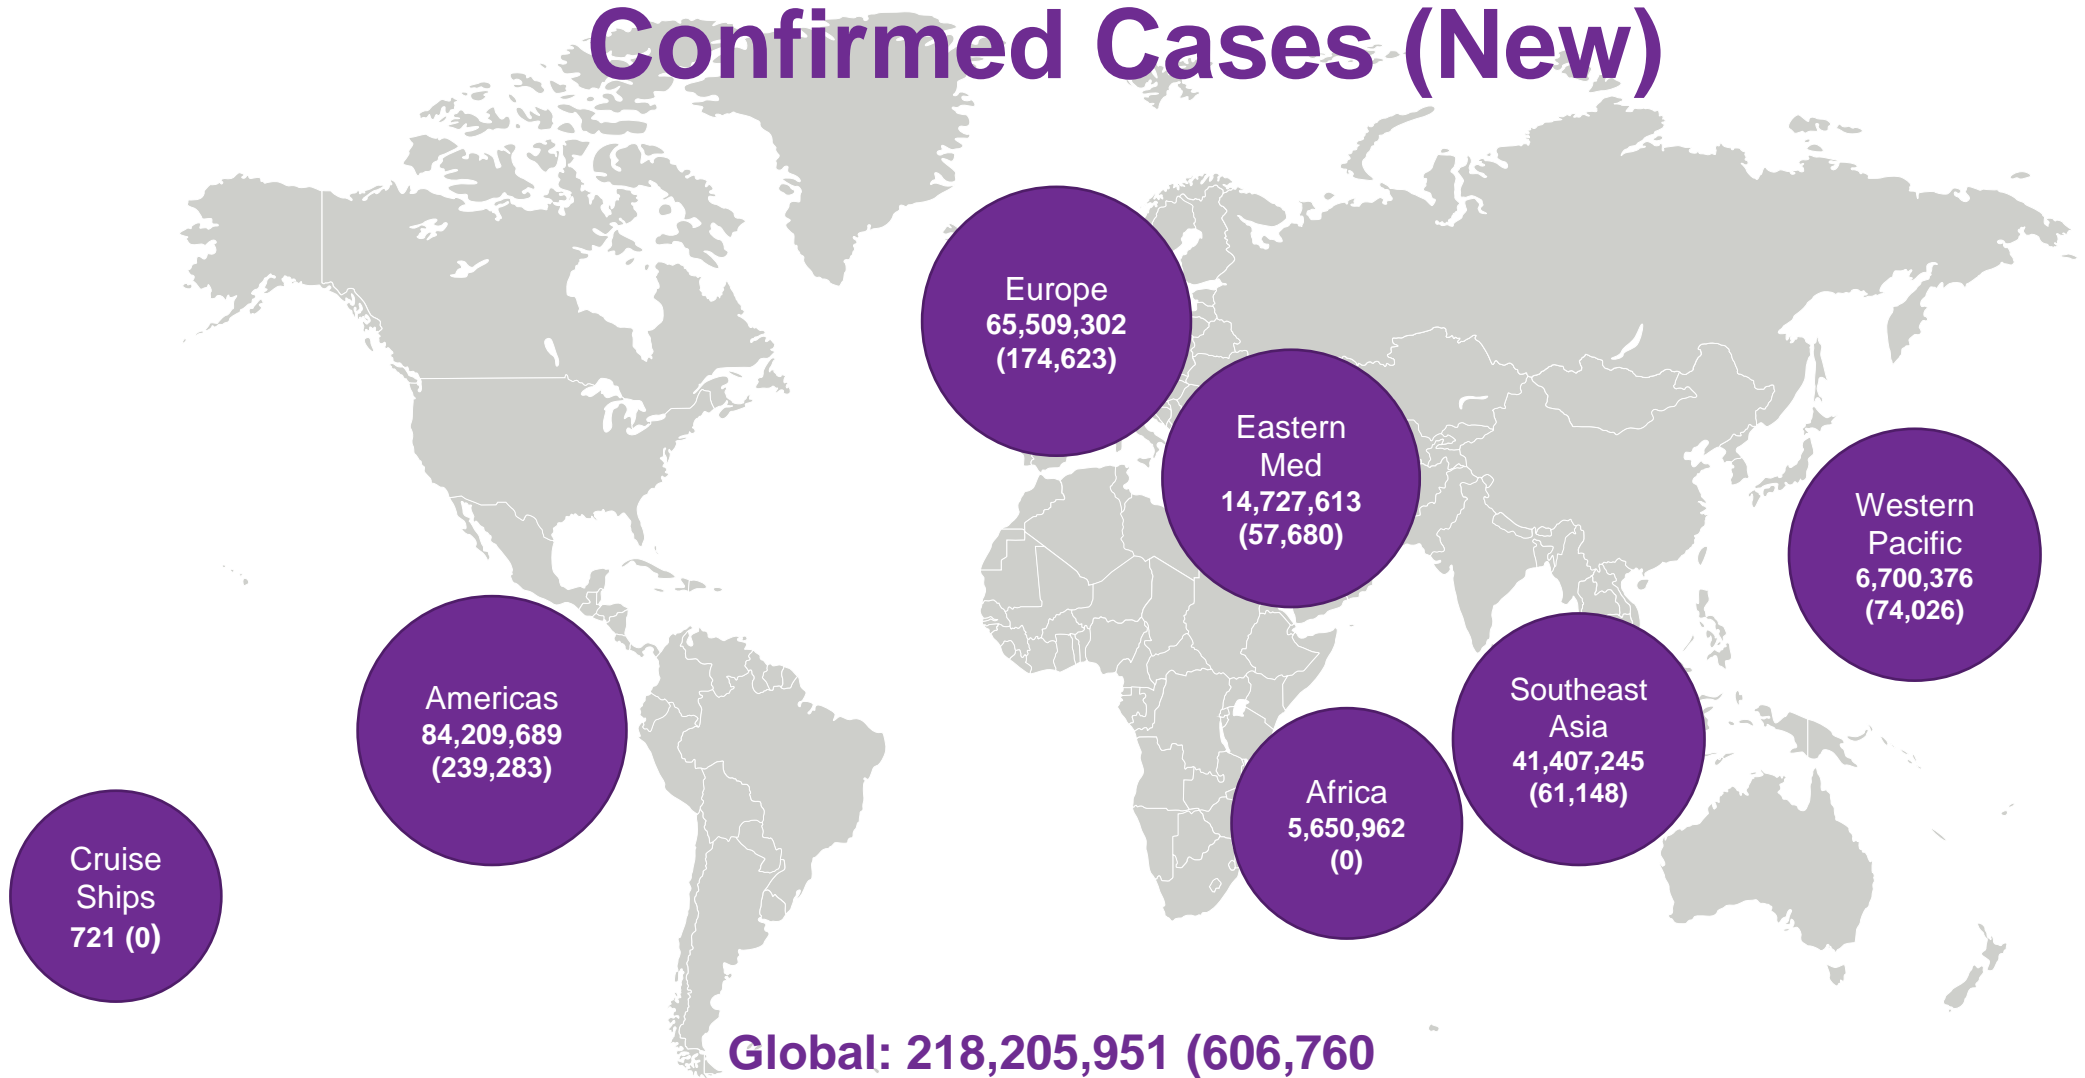 Confirmed Cases (New)
Europe
65,509,302
(174,623)
Eastern
Med
14,727,613
(57,680)
Western
Pacific
6,700,376
(74,026)
Americas
84,209,689
(239,283)
Southeast
Asia
41,407,245
(61,148)
Africa
5,650,962
(0)
Cruise
Ships
721 (0)
Global: 218,205,951 (606,760